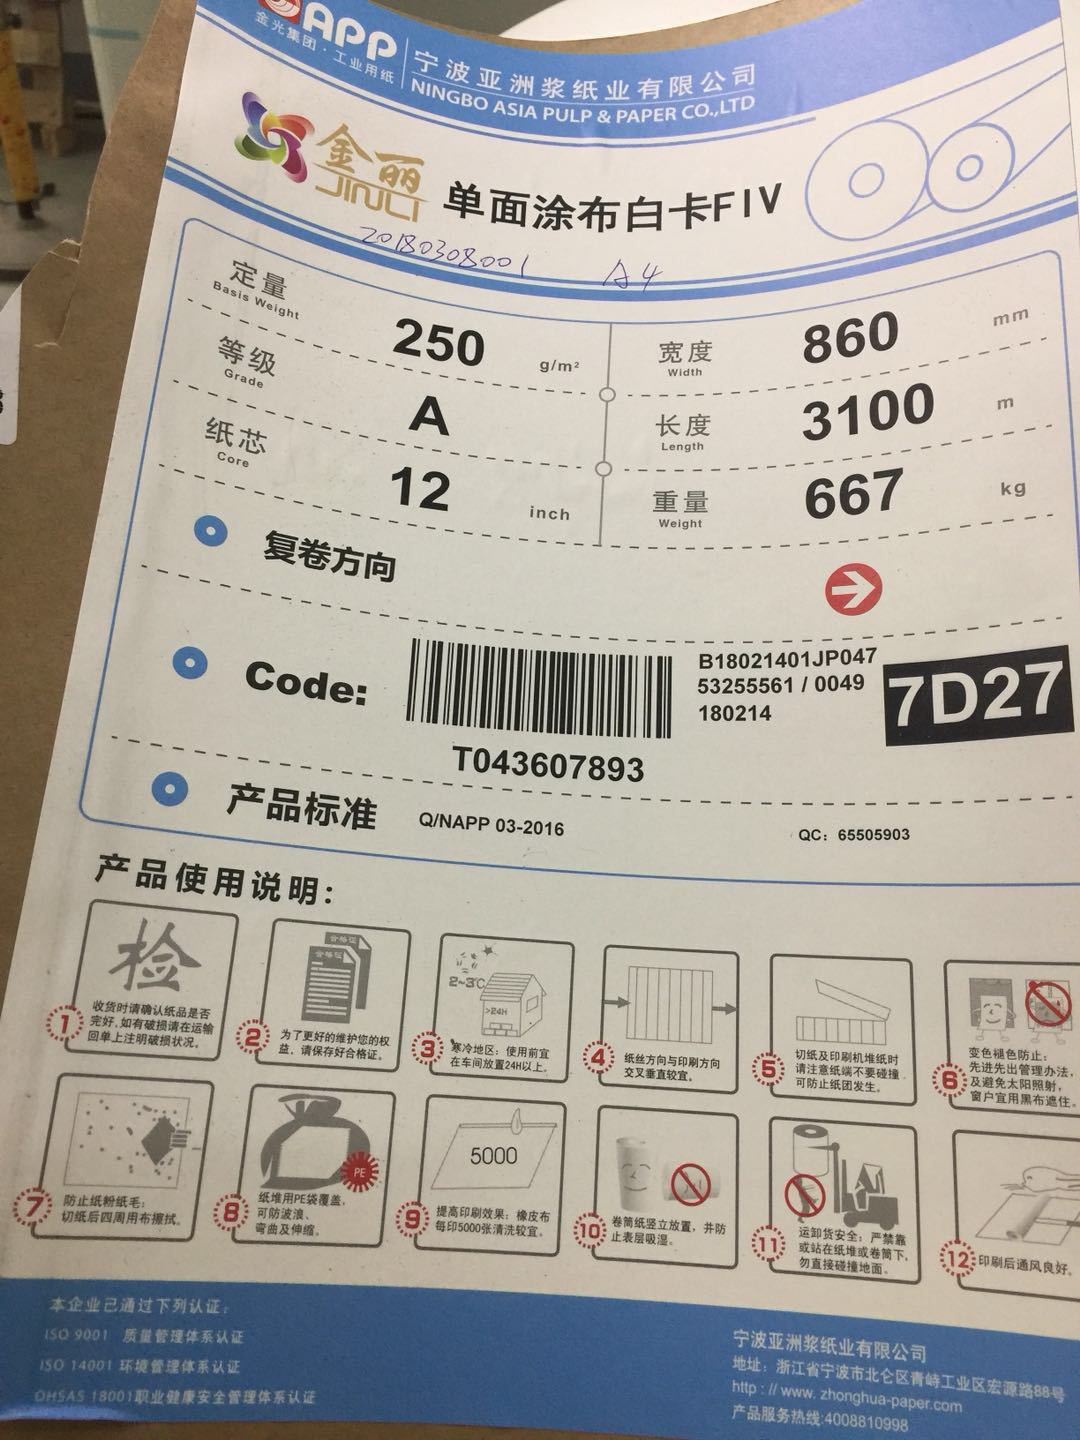 APP
金光集团·工业用纸
宁波亚洲浆纸业有限公司
NINGBO ASIA PULP & PAPER CO.,LTD
金丽
JINLI
单面涂布白卡FIV
20180308001 A4
定量 250 g/m²
Basis Weight
宽度 860 mm
Width
等级 A
Grade
长度 3100 m
Length
纸芯 12 inch
Core
重量 667 kg
Weight
复卷方向
Code:
B18021401JP047
53255561 / 0049
180214
7D27
T043607893
产品标准 Q/NAPP 03-2016 QC: 65505903
产品使用说明:
检
1
收货时请确认纸品是否
完好,如有破损请在运输
回单上注明破损状况。
合格证
合格证
2
为了更好的维护您的权
益,请保存好合格证。
2~3℃
>24H
3
寒冷地区:使用前宜
在车间放置24H以上。
4
纸丝方向与印刷方向
交叉垂直较宜。
5
切纸及印刷机堆纸时
请注意纸端不要碰撞,
可防止纸团发生。
6
变色褪色防止:
先进先出管理办法,
及避免太阳照射,
窗户宜用黑布遮住。
7
防止纸粉纸毛:
切纸后四周用布擦拭。
PE
8
纸堆用PE袋覆盖,
可防波浪、
弯曲及伸缩。
5000
9
提高印刷效果:橡皮布
每印5000张清洗较宜。
10
卷筒纸竖立放置,并防
止表层吸湿。
11
运卸货安全:严禁靠
或站在纸堆或卷筒下,
勿直接碰撞地面。
12
印刷后通风良好。
本企业已通过下列认证:
ISO 9001 质量管理体系认证
ISO 14001 环境管理体系认证
OHSAS 18001职业健康安全管理体系认证
宁波亚洲浆纸业有限公司
地址:浙江省宁波市北仑区青峙工业区宏源路88号
http://www.zhonghua-paper.com
产品服务热线:4008810998